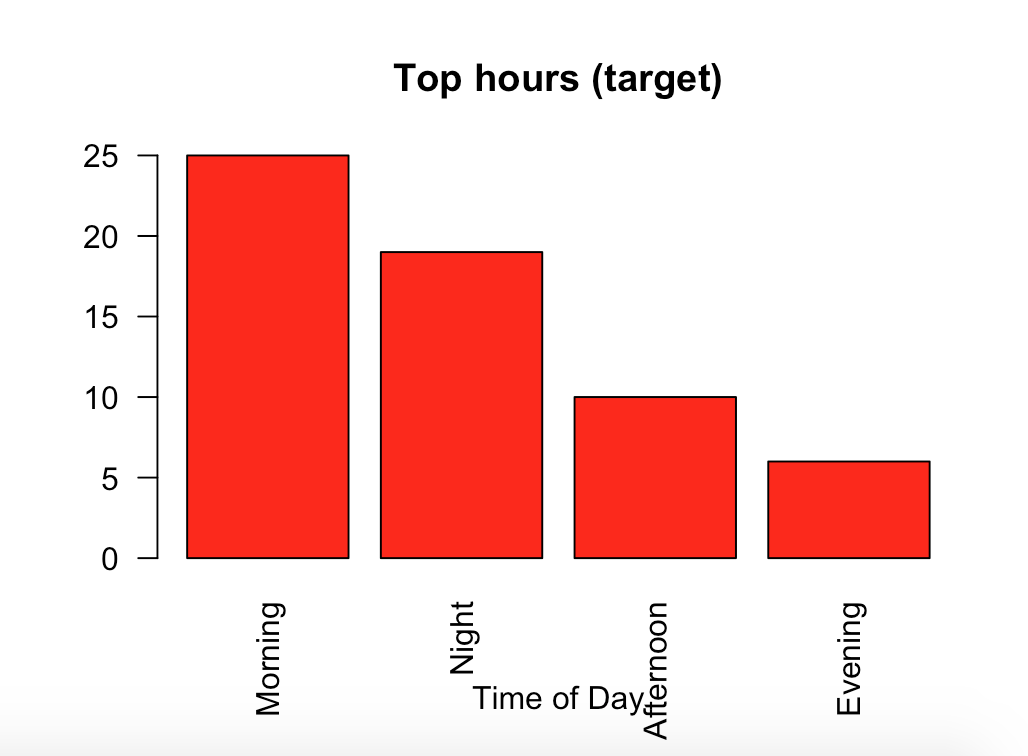 Top hours (target)
25
20
15
10
5
0
Morning
Night
Afternoon
Evening
Time of Day